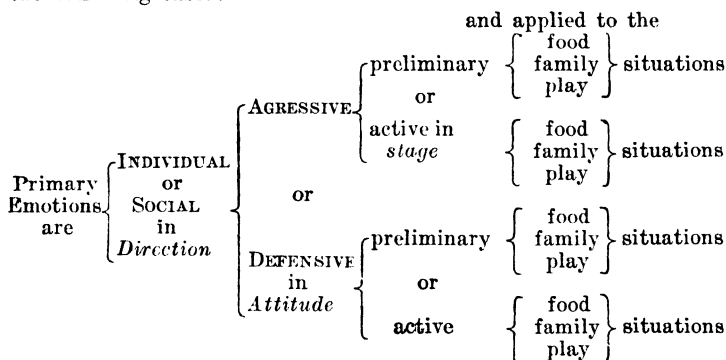 and applied to the
food
preliminary family situations
play
AGRESSIVE
or
food
active in family situations
stage play
INDIVIDUAL
or
Primary SOCIAL or
Emotions in
are Direction
food
preliminary family situations
play
DEFENSIVE
in or
Attitude
food
active family situations
play